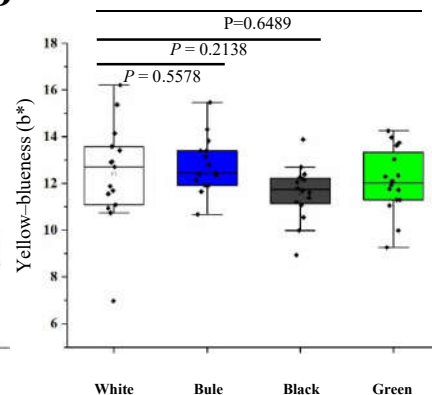 P=0.6489
P = 0.2138
P = 0.5578
Yellow–blueness (b*)
18
16
14
12
10
8
6
White Bule Black Green